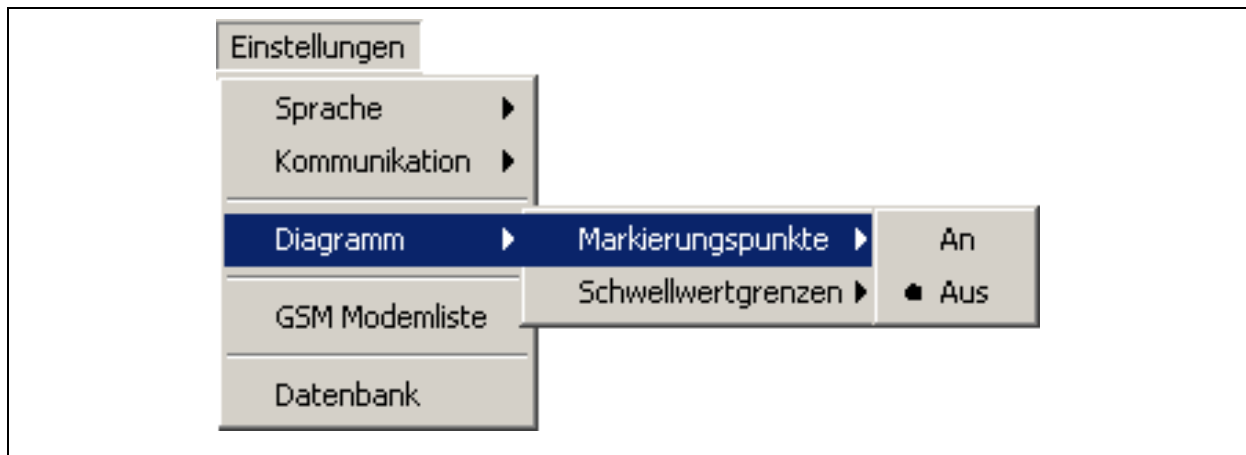 Einstellungen
Sprache
Kommunikation
Diagramm
Markierungspunkte
An
Schwellwertgrenzen
Aus
GSM Modemliste
Datenbank